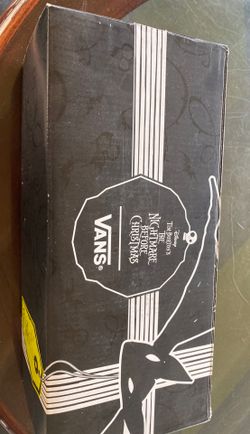 Disney
Tim Burton's
THE
NIGHTMARE
BEFORE
CHRISTMAS
VANS®